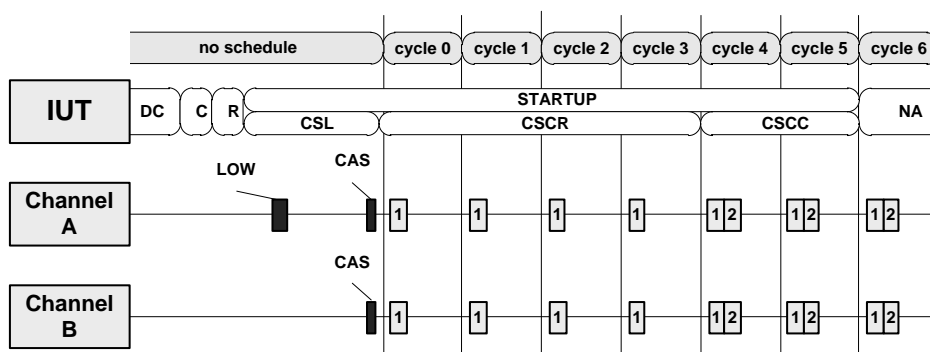 no schedule cycle 0 cycle 1 cycle 2 cycle 3 cycle 4 cycle 5 cycle 6
IUT
STARTUP
DC C R NA
CSL CSCR CSCC
LOW CAS
Channel A
1 1 1 1 1 2 1 2 1 2
CAS
Channel B
1 1 1 1 1 2 1 2 1 2